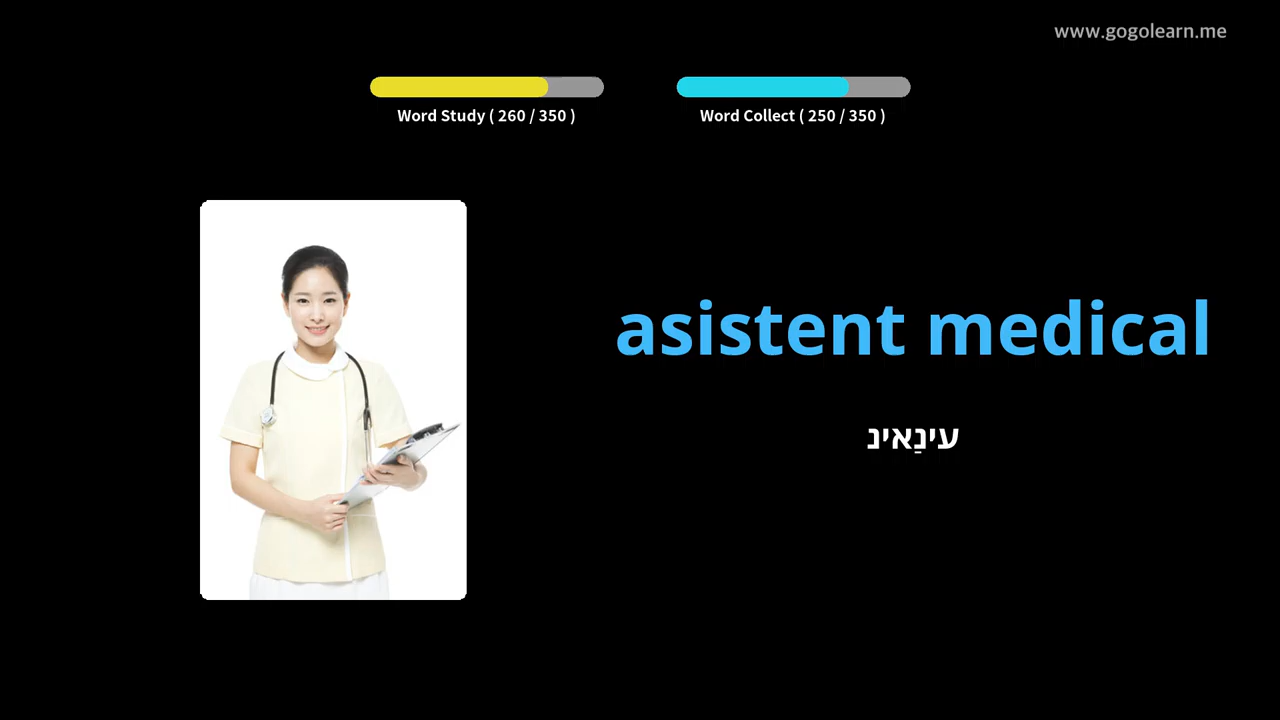 www.gogolearn.me
Word Study ( 260 / 350 )
Word Collect ( 250 / 350 )
asistent medical
עינַאינ